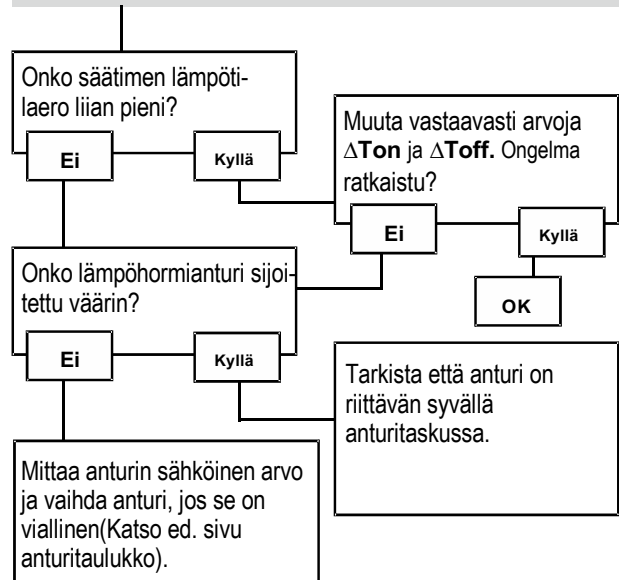 Onko säätimen lämpöti-
laero liian pieni?
Ei
Kyllä
Muuta vastaavasti arvoja
∆Ton ja ∆Toff. Ongelma
ratkaistu?
Ei
Kyllä
OK
Onko lämpöhormianturi sijoi-
tettu väärin?
Ei
Kyllä
Tarkista että anturi on
riittävän syvällä
anturitaskussa.
Mittaa anturin sähköinen arvo
ja vaihda anturi, jos se on
viallinen(Katso ed. sivu
anturitaulukko).